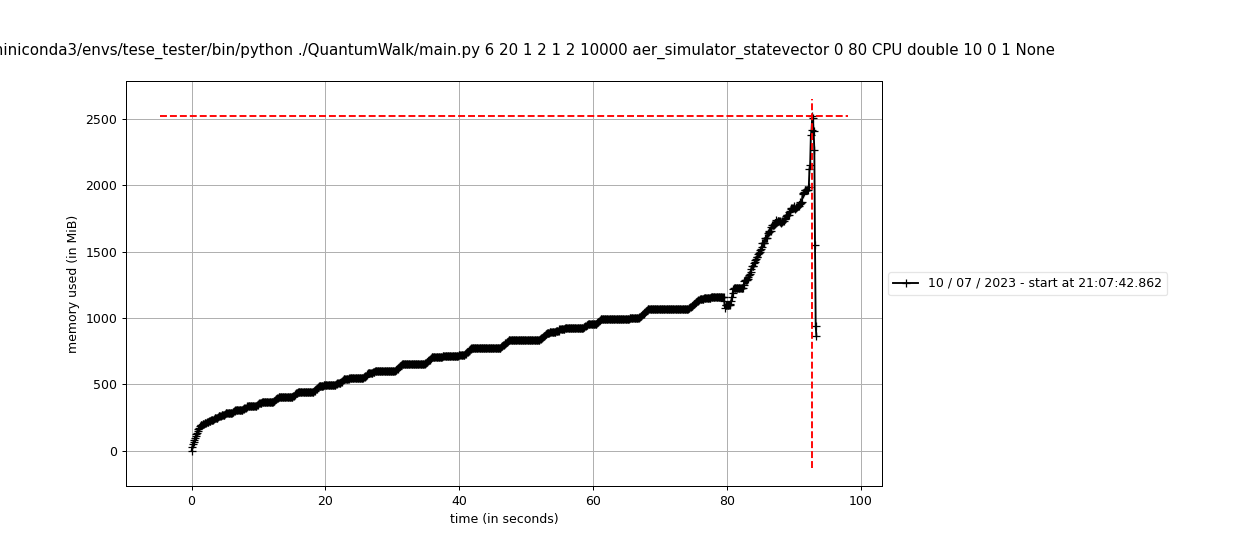 miniconda3/envs/tese_tester/bin/python ./QuantumWalk/main.py 6 20 1 2 1 2 10000 aer_simulator_statevector 0 80 CPU double 10 0 1 None
2500
2000
1500
1000
500
0
memory used (in MiB)
10 / 07 / 2023 - start at 21:07:42.862
0 20 40 60 80 100
time (in seconds)